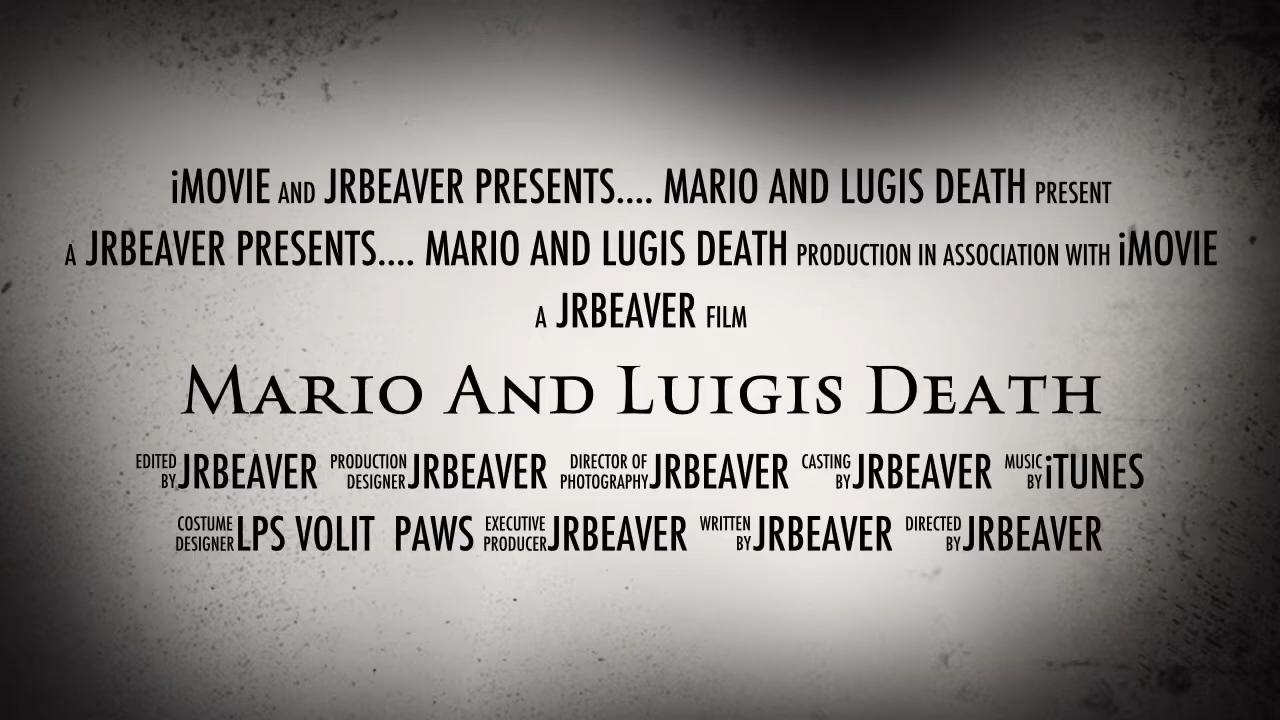 iMOVIE AND JRBEAVER PRESENTS.... MARIO AND LUGIS DEATH PRESENT
A JRBEAVER PRESENTS.... MARIO AND LUGIS DEATH PRODUCTION IN ASSOCIATION WITH iMOVIE
A JRBEAVER FILM
MARIO AND LUIGIS DEATH
EDITED BY JRBEAVER PRODUCTION DESIGNER JRBEAVER DIRECTOR OF PHOTOGRAPHY JRBEAVER CASTING BY JRBEAVER MUSIC BY iTUNES
COSTUME DESIGNER LPS VOLIT PAWS EXECUTIVE PRODUCER JRBEAVER WRITTEN BY JRBEAVER DIRECTED BY JRBEAVER